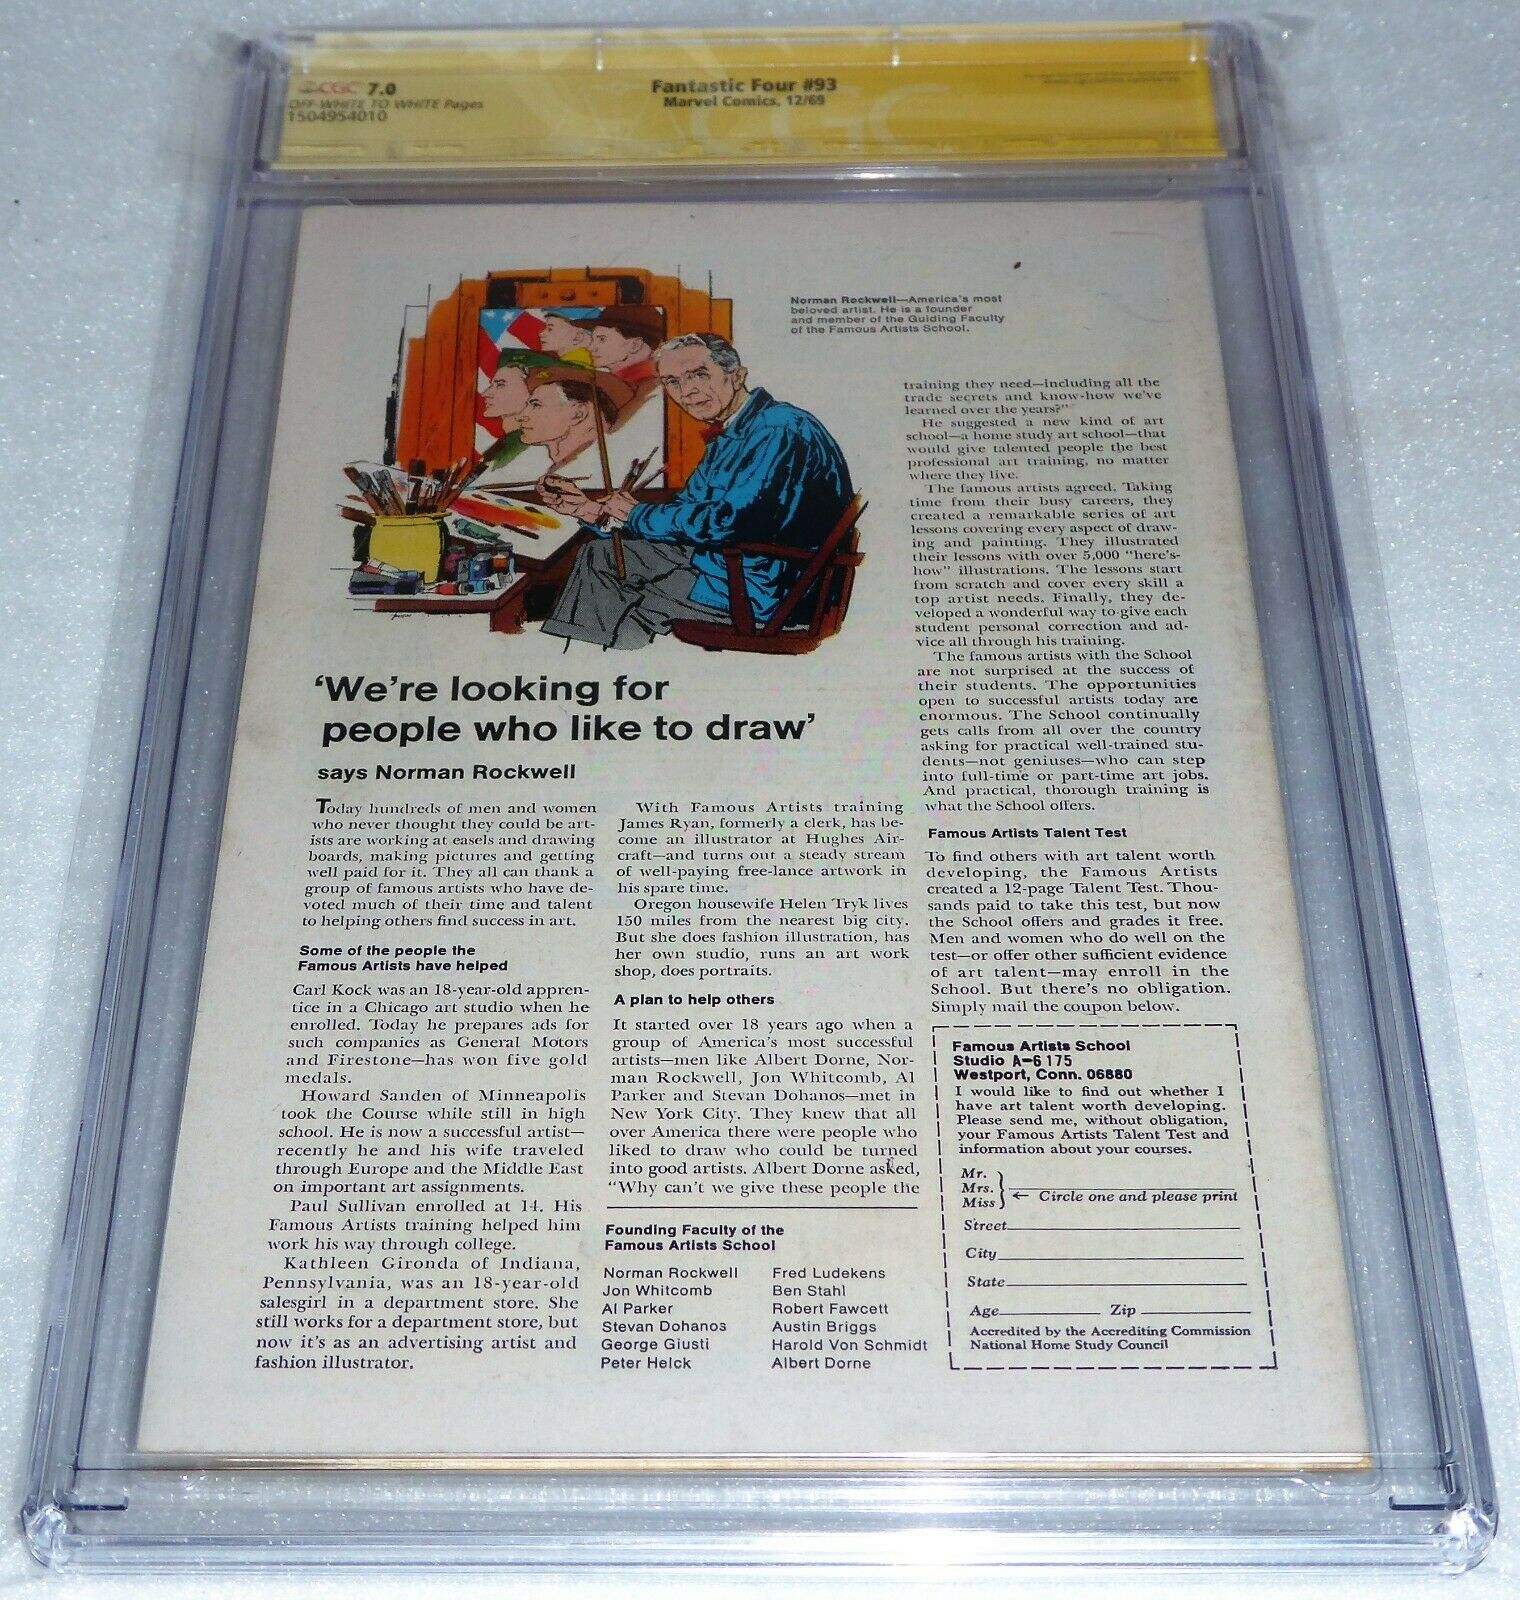 CGC 7.0
OFF-WHITE TO WHITE Pages
1504954010
Fantastic Four #93
Marvel Comics, 12/69
Norman Rockwell—America's most
beloved artist. He is a founder
and member of the Guiding Faculty
of the Famous Artists School.
'We're looking for
people who like to draw'
says Norman Rockwell
Today hundreds of men and women
who never thought they could be art-
ists are working at easels and drawing
boards, making pictures and getting
well paid for it. They all can thank a
group of famous artists who have de-
voted much of their time and talent
to helping others find success in art.
Some of the people the
Famous Artists have helped
Carl Kock was an 18-year-old appren-
tice in a Chicago art studio when he
enrolled. Today he prepares ads for
such companies as General Motors
and Firestone—has won five gold
medals.
Howard Sanden of Minneapolis
took the Course while still in high
school. He is now a successful artist—
recently he and his wife traveled
through Europe and the Middle East
on important art assignments.
Paul Sullivan enrolled at 14. His
Famous Artists training helped him
work his way through college.
Kathleen Gironda of Indiana,
Pennsylvania, was an 18-year-old
salesgirl in a department store. She
still works for a department store, but
now it's as an advertising artist and
fashion illustrator.
With Famous Artists training
James Ryan, formerly a clerk, has be-
come an illustrator at Hughes Air-
craft—and turns out a steady stream
of well-paying free-lance artwork in
his spare time.
Oregon housewife Helen Tryk lives
150 miles from the nearest big city.
But she does fashion illustration, has
her own studio, runs an art work
shop, does portraits.
A plan to help others
It started over 18 years ago when a
group of America's most successful
artists—men like Albert Dorne, Nor-
man Rockwell, Jon Whitcomb, Al
Parker and Stevan Dohanos—met in
New York City. They knew that all
over America there were people who
liked to draw who could be turned
into good artists. Albert Dorne asked,
"Why can't we give these people the
Founding Faculty of the
Famous Artists School
Norman Rockwell
Jon Whitcomb
Al Parker
Stevan Dohanos
George Giusti
Peter Helck
Fred Ludekens
Ben Stahl
Robert Fawcett
Austin Briggs
Harold Von Schmidt
Albert Dorne
training they need—including all the
trade secrets and know-how we've
learned over the years?"
He suggested a new kind of art
school—a home study art school—that
would give talented people the best
professional art training, no matter
where they live.
The famous artists agreed. Taking
time from their busy careers, they
created a remarkable series of art
lessons covering every aspect of draw-
ing and painting. They illustrated
their lessons with over 5,000 "here's-
how" illustrations. The lessons start
from scratch and cover every skill a
top artist needs. Finally, they de-
veloped a wonderful way to give each
student personal correction and ad-
vice all through his training.
The famous artists with the School
are not surprised at the success of
their students. The opportunities
open to successful artists today are
enormous. The School continually
gets calls from all over the country
asking for practical well-trained stu-
dents—not geniuses—who can step
into full-time or part-time art jobs.
And practical, thorough training is
what the School offers.
Famous Artists Talent Test
To find others with art talent worth
developing, the Famous Artists
created a 12-page Talent Test. Thou-
sands paid to take this test, but now
the School offers and grades it free.
Men and women who do well on the
test—or offer other sufficient evidence
of art talent—may enroll in the
School. But there's no obligation.
Simply mail the coupon below.
Famous Artists School
Studio A-6175
Westport, Conn. 06880
I would like to find out whether I
have art talent worth developing.
Please send me, without obligation,
your Famous Artists Talent Test and
information about your courses.
Mr.
Mrs.
Miss
← Circle one and please print
Street
City
State
Age Zip
Accredited by the Accrediting Commission
National Home Study Council